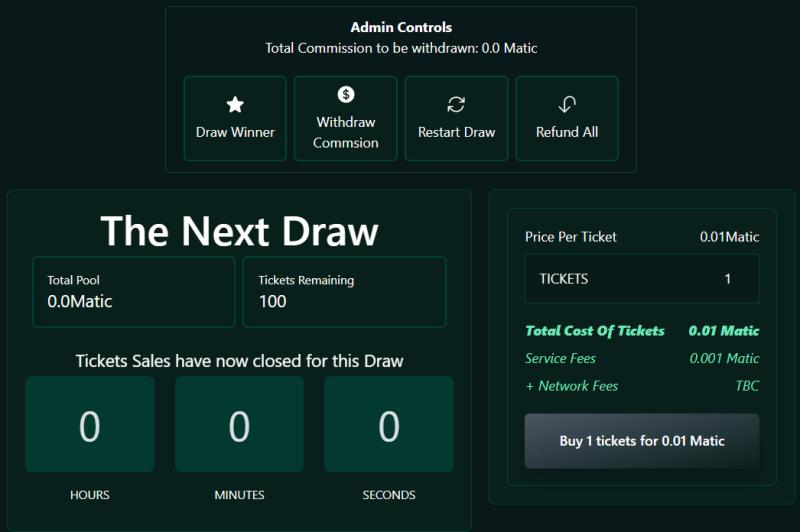 Admin Controls
Total Commission to be withdrawn: 0.0 Matic
Draw Winner
Withdraw
Commsion
Restart Draw
Refund All
The Next Draw
Total Pool
0.0Matic
Tickets Remaining
100
Tickets Sales have now closed for this Draw
0
0
0
HOURS
MINUTES
SECONDS
Price Per Ticket 0.01Matic
TICKETS 1
Total Cost Of Tickets 0.01 Matic
Service Fees 0.001 Matic
+ Network Fees TBC
Buy 1 tickets for 0.01 Matic